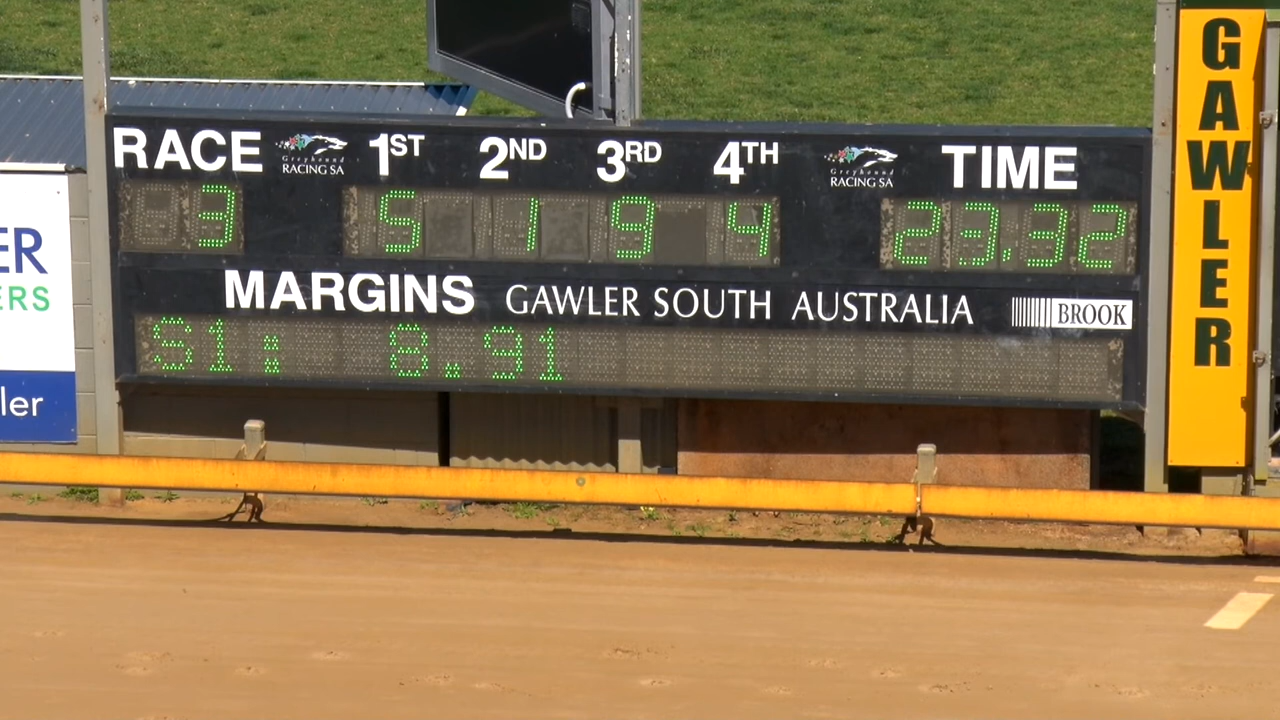 RACE Greyhound RACING SA 1ST 2ND 3RD 4TH Greyhound RACING SA TIME
3 5 1 9 4 23.32
MARGINS GAWLER SOUTH AUSTRALIA BROOK
S1: 8.91
GAWLER
ER
ERS
ler